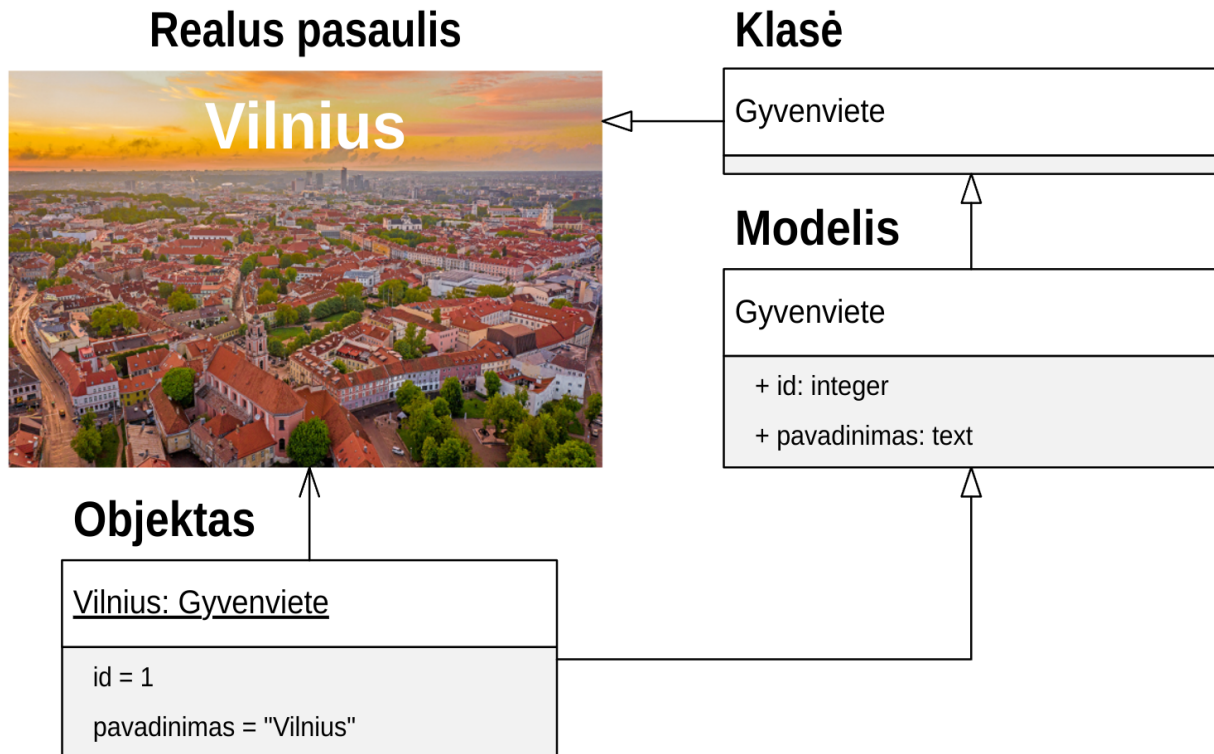 Realus pasaulis
Vilnius
Klasė
Gyvenviete
Modelis
Gyvenviete
+ id: integer
+ pavadinimas: text
Objektas
Vilnius: Gyvenviete
id = 1
pavadinimas = "Vilnius"